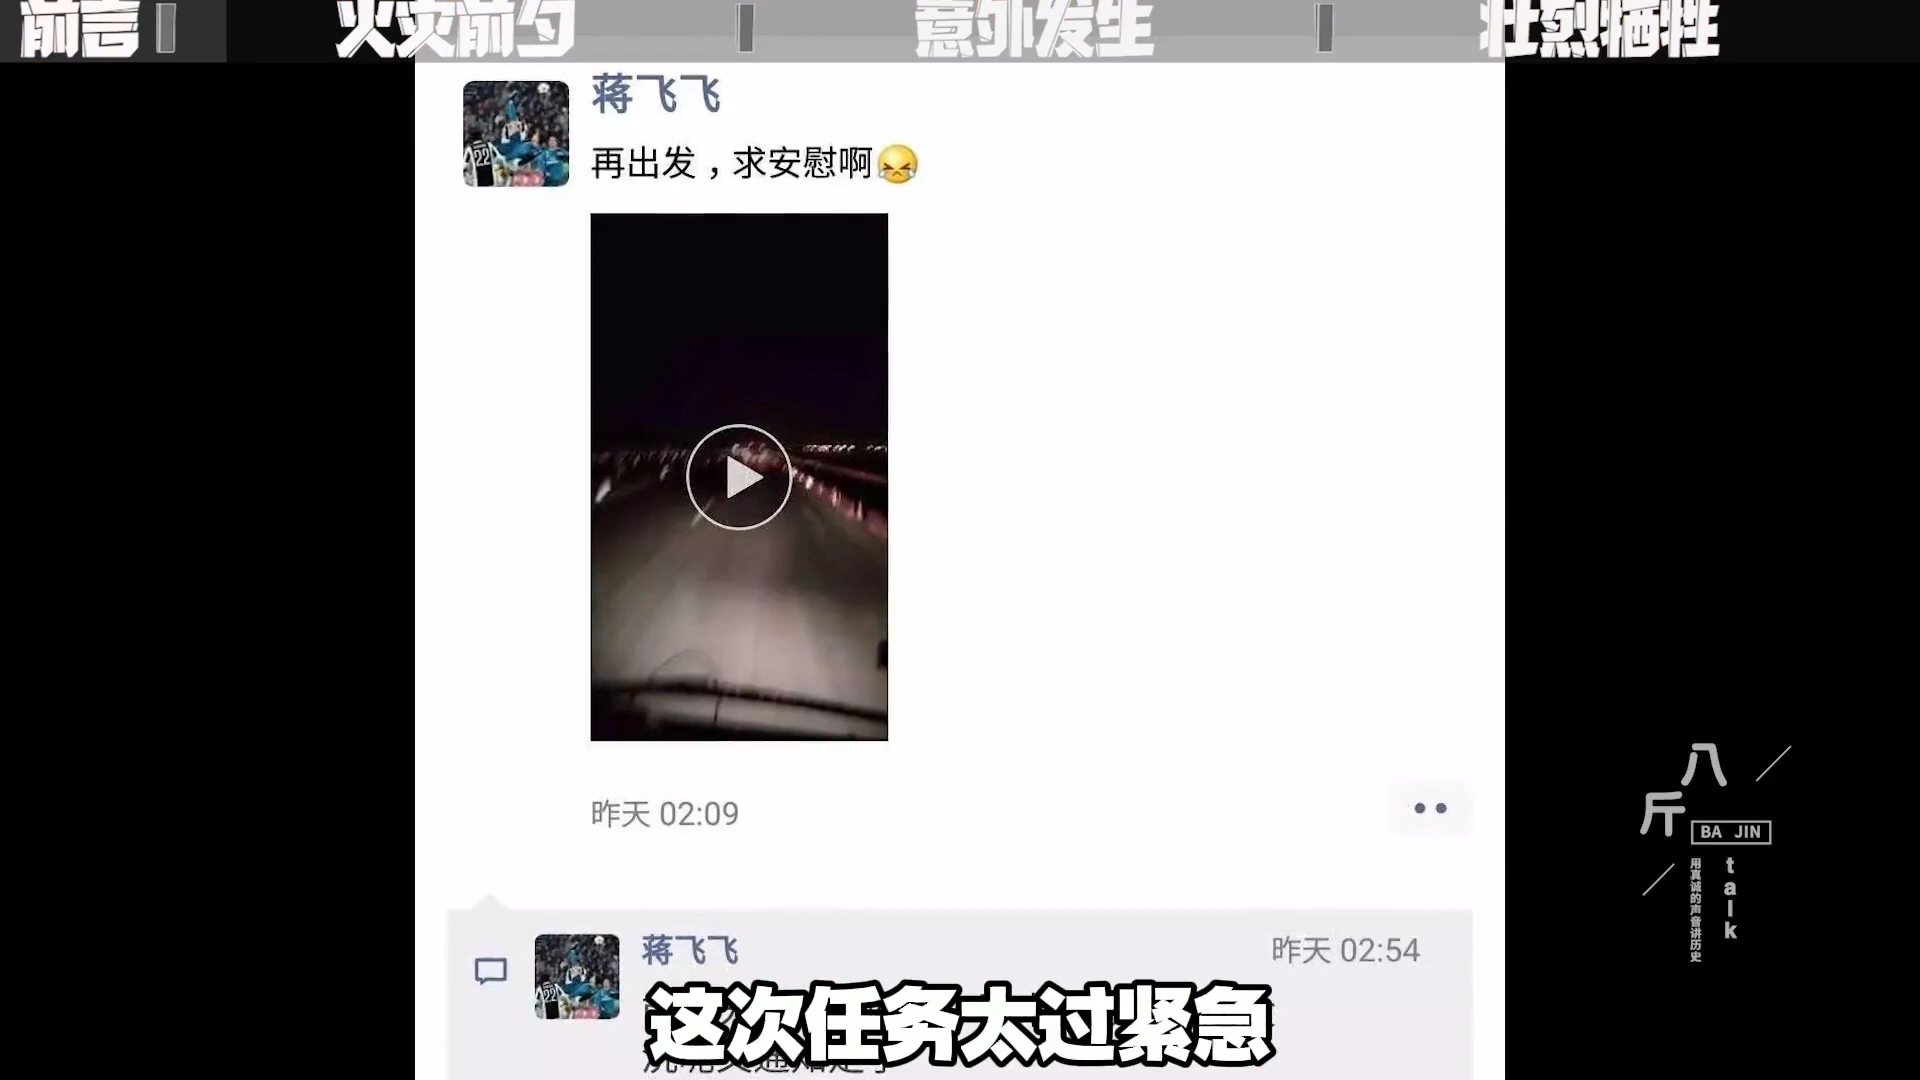 前言
火灾前夕
意外发生
壮烈牺牲
蒋飞飞
再出发，求安慰啊😫
昨天 02:09
蒋飞飞
昨天 02:54
这次任务太过紧急
八斤
BA JIN
talk
用真诚的声音讲历史
22
22